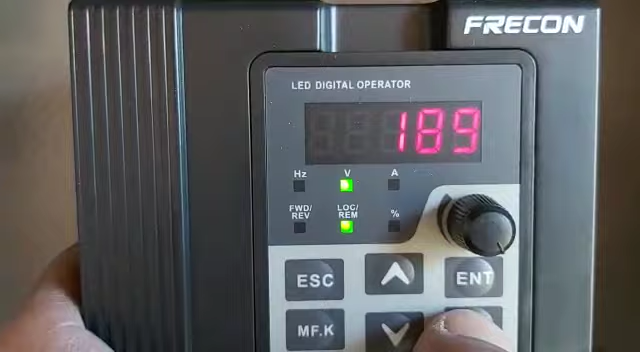 FRECON
LED DIGITAL OPERATOR
189
Hz V A
FWD/
REV
LOC/
REM
%
ESC
ENT
MF.K